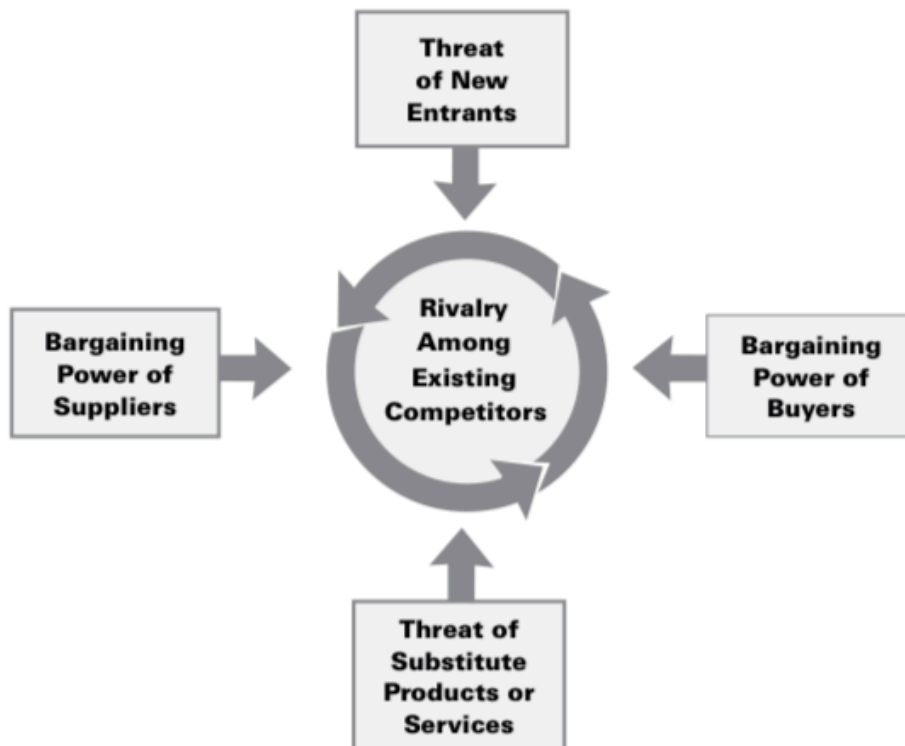 Threat
of New
Entrants
Rivalry
Among
Existing
Competitors
Bargaining
Power of
Suppliers
Bargaining
Power of
Buyers
Threat of
Substitute
Products or
Services